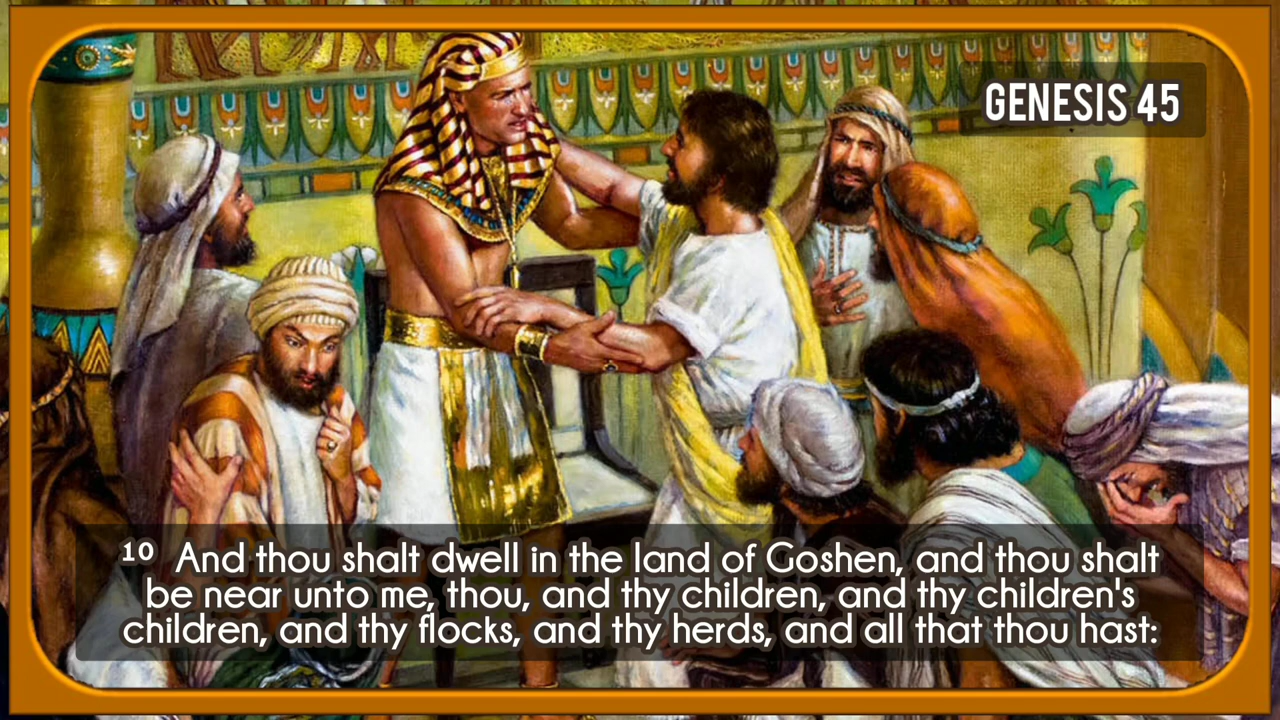 GENESIS 45
¹⁰ And thou shalt dwell in the land of Goshen, and thou shalt
be near unto me, thou, and thy children, and thy children's
children, and thy flocks, and thy herds, and all that thou hast: